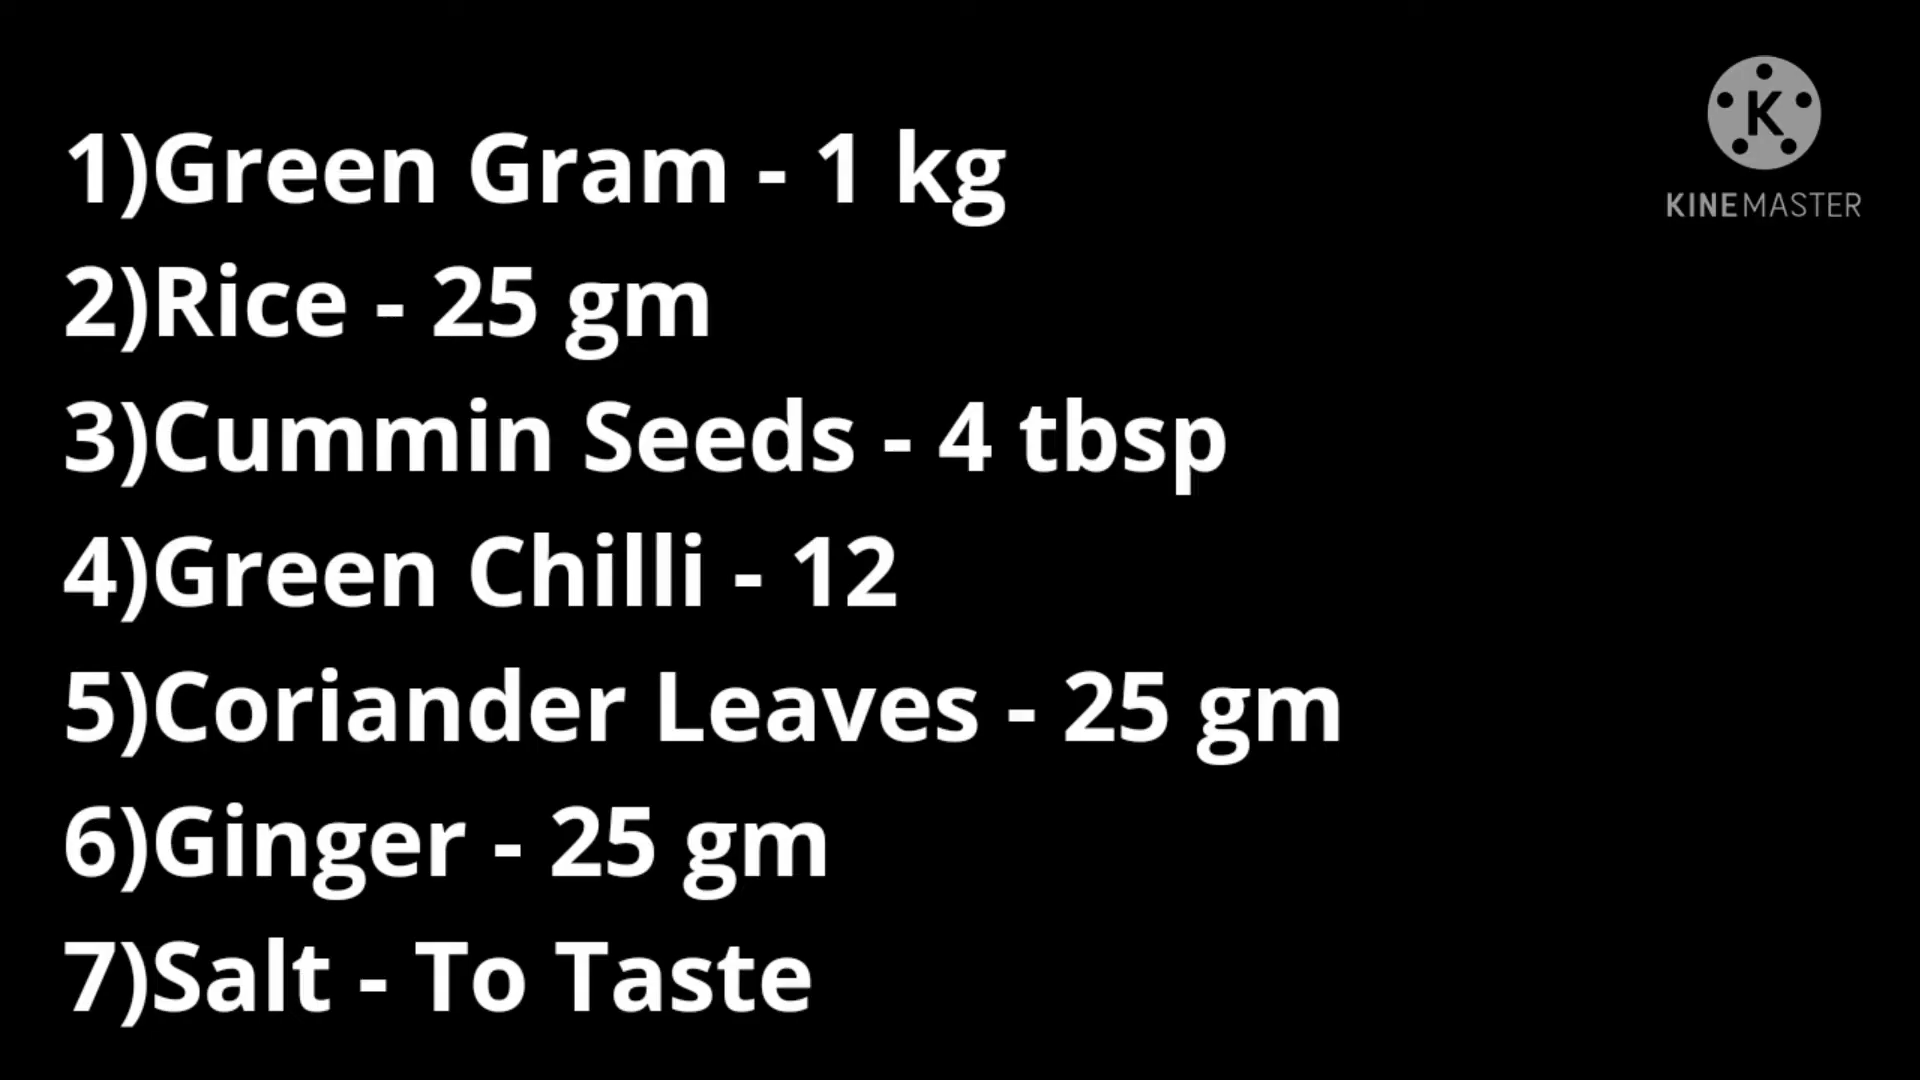 1)Green Gram - 1 kg
2)Rice - 25 gm
3)Cummin Seeds - 4 tbsp
4)Green Chilli - 12
5)Coriander Leaves - 25 gm
6)Ginger - 25 gm
7)Salt - To Taste
K
KINEMASTER